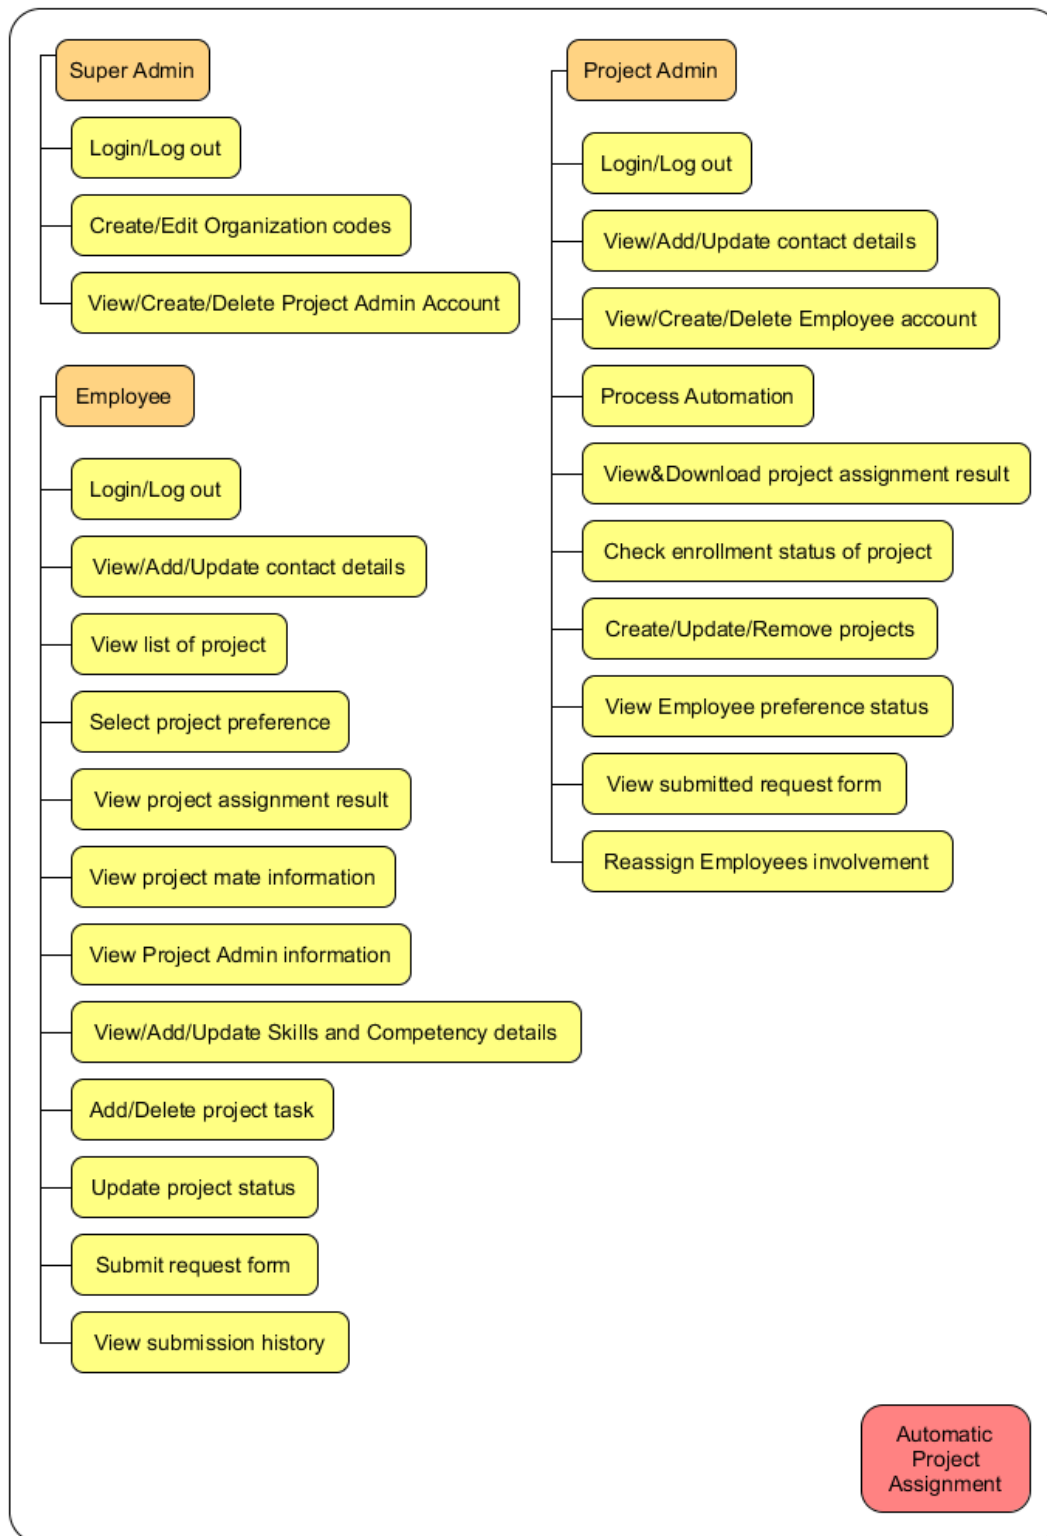 Super Admin
Login/Log out
Create/Edit Organization codes
View/Create/Delete Project Admin Account
Employee
Login/Log out
View/Add/Update contact details
View list of project
Select project preference
View project assignment result
View project mate information
View Project Admin information
View/Add/Update Skills and Competency details
Add/Delete project task
Update project status
Submit request form
View submission history
Project Admin
Login/Log out
View/Add/Update contact details
View/Create/Delete Employee account
Process Automation
View&Download project assignment result
Check enrollment status of project
Create/Update/Remove projects
View Employee preference status
View submitted request form
Reassign Employees involvement
Automatic
Project
Assignment